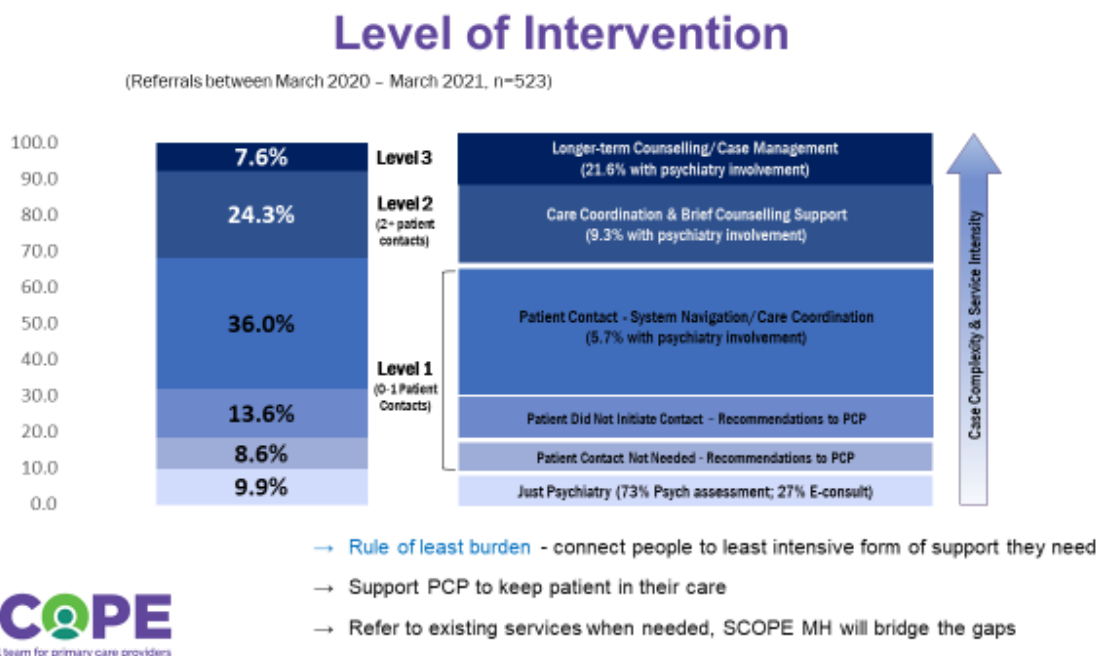 Level of Intervention
(Referrals between March 2020 – March 2021, n=523)
100.0
90.0
80.0
70.0
60.0
50.0
40.0
30.0
20.0
10.0
0.0
7.6%
24.3%
36.0%
13.6%
8.6%
9.9%
Level 3
Level 2
(2+ patient
contacts)
Level 1
(0-1 Patient
Contacts)
Longer-term Counselling/Case Management
(21.6% with psychiatry involvement)
Care Coordination & Brief Counselling Support
(9.3% with psychiatry involvement)
Patient Contact - System Navigation/Care Coordination
(5.7% with psychiatry involvement)
Patient Did Not Initiate Contact – Recommendations to PCP
Patient Contact Not Needed - Recommendations to PCP
Just Psychiatry (73% Psych assessment; 27% E-consult)
Case Complexity & Service Intensity
→ Rule of least burden - connect people to least intensive form of support they need
→ Support PCP to keep patient in their care
→ Refer to existing services when needed, SCOPE MH will bridge the gaps
COPE
team for primary care providers